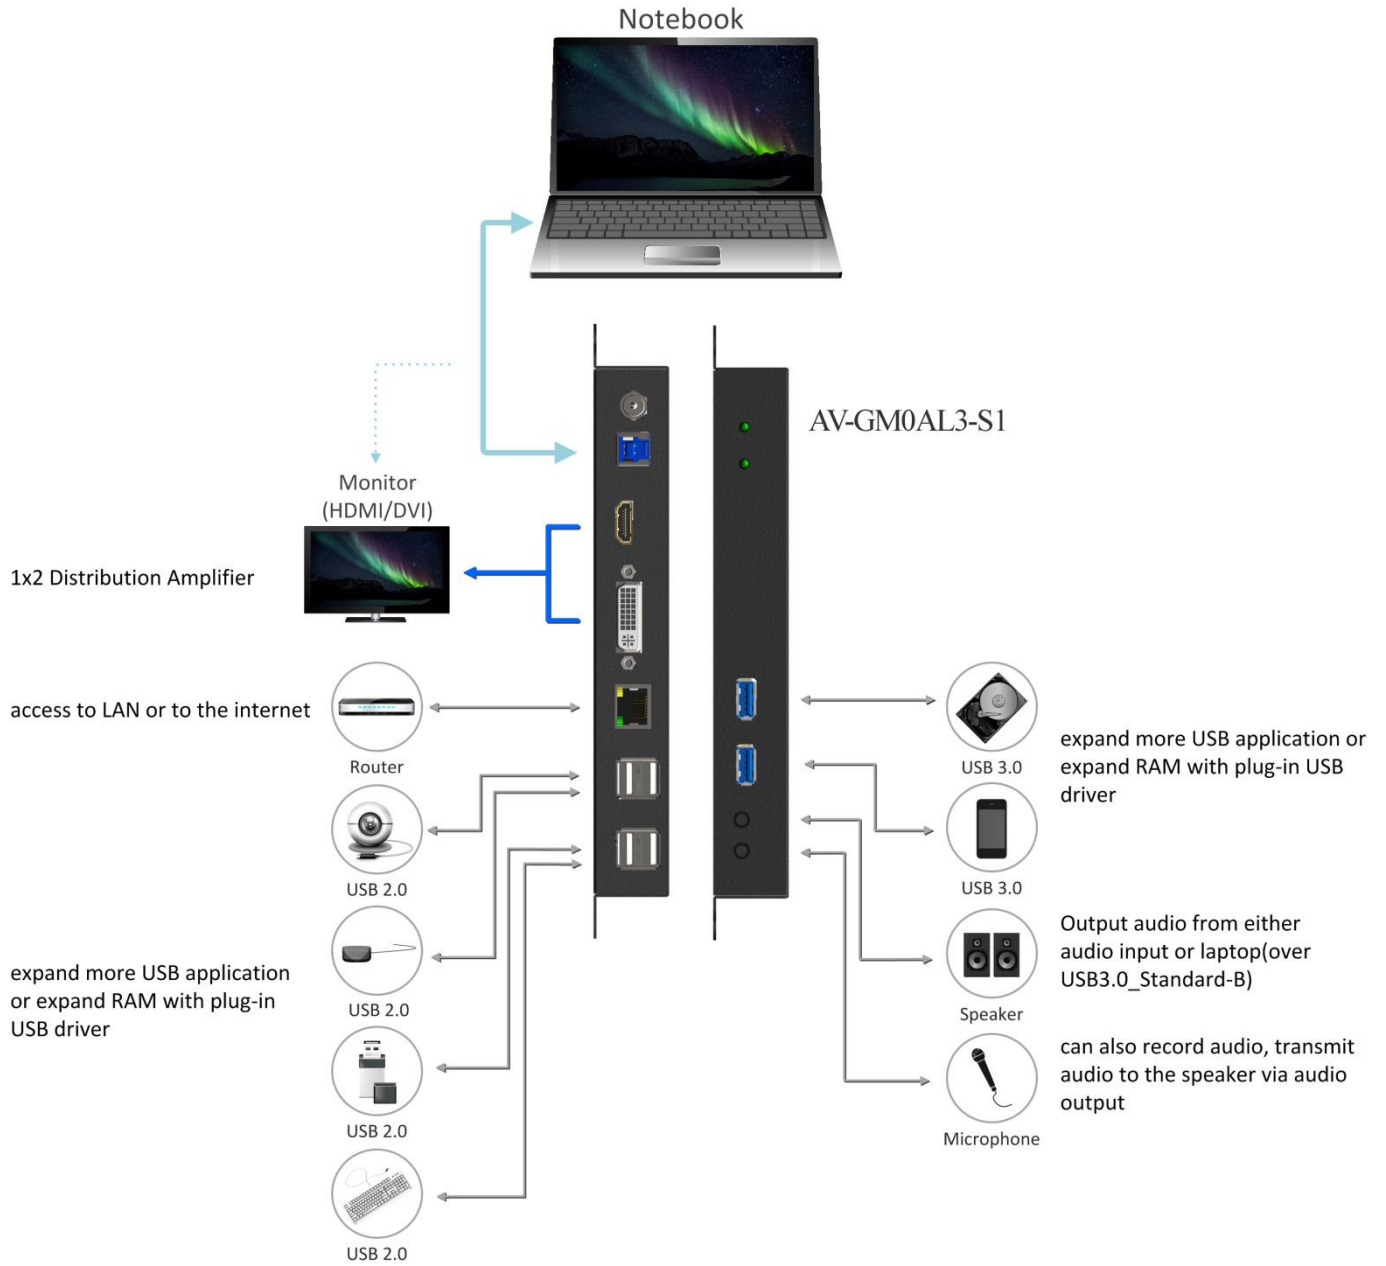 Notebook
AV-GM0AL3-S1
Monitor
(HDMI/DVI)
1x2 Distribution Amplifier
access to LAN or to the internet
Router
USB 2.0
USB 2.0
expand more USB application
or expand RAM with plug-in
USB driver
USB 2.0
USB 2.0
USB 3.0
expand more USB application or
expand RAM with plug-in USB
driver
USB 3.0
Output audio from either
audio input or laptop(over
USB3.0_Standard-B)
Speaker
can also record audio, transmit
audio to the speaker via audio
output
Microphone